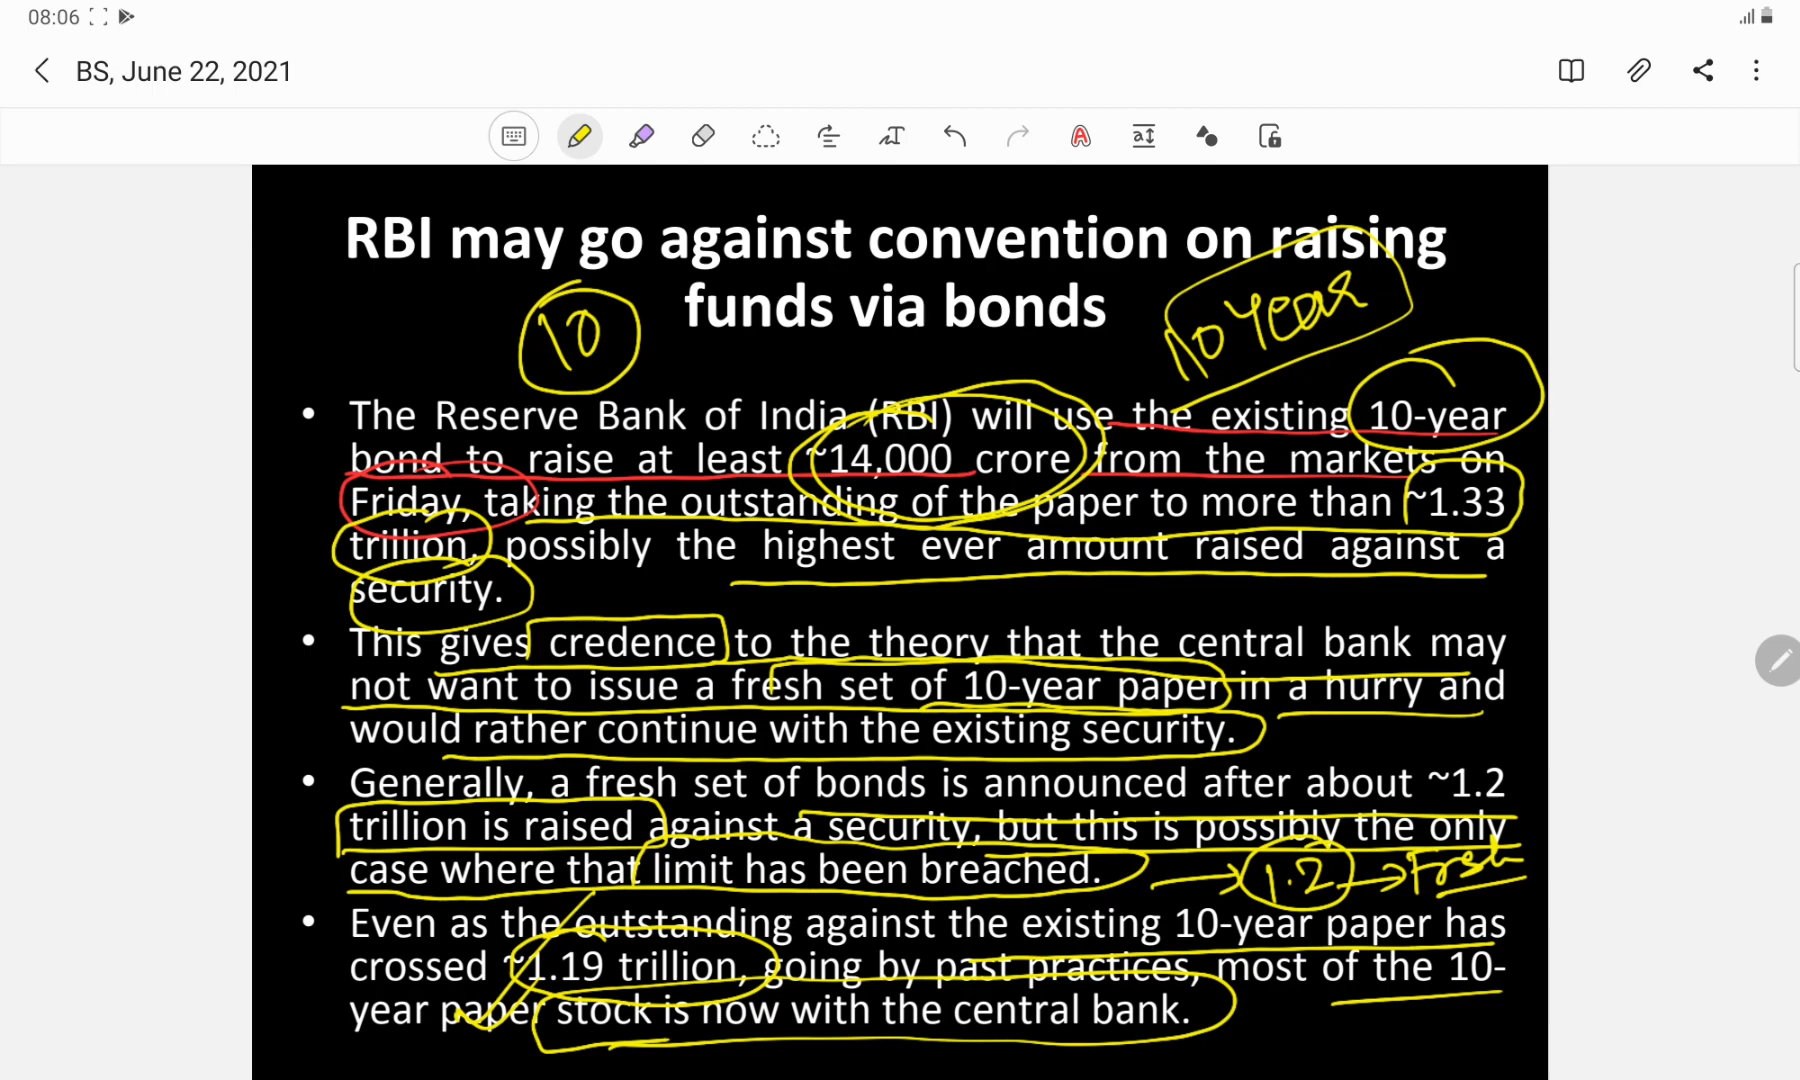 08:06
BS, June 22, 2021
RBI may go against convention on raising
funds via bonds
10
10 Year
• The Reserve Bank of India (RBI) will use the existing 10-year
bond to raise at least ~14,000 crore from the markets on
Friday, taking the outstanding of the paper to more than ~1.33
trillion, possibly the highest ever amount raised against a
security.
• This gives credence to the theory that the central bank may
not want to issue a fresh set of 10-year paper in a hurry and
would rather continue with the existing security.
• Generally, a fresh set of bonds is announced after about ~1.2
trillion is raised against a security, but this is possibly the only
case where that limit has been breached.
→ 1.2 → Fresh
• Even as the outstanding against the existing 10-year paper has
crossed ~1.19 trillion, going by past practices, most of the 10-
year paper stock is now with the central bank.